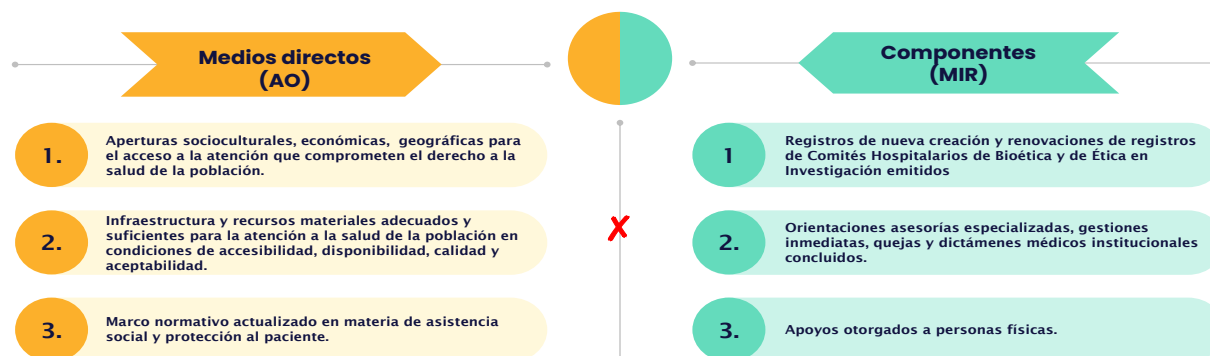 Medios directos
(AO)
1.
Aperturas socioculturales, económicas, geográficas para
el acceso a la atención que comprometen el derecho a la
salud de la población.
2.
Infraestructura y recursos materiales adecuados y
suficientes para la atención a la salud de la población en
condiciones de accesibilidad, disponibilidad, calidad y
aceptabilidad.
3.
Marco normativo actualizado en materia de asistencia
social y protección al paciente.
✗
Componentes
(MIR)
1
Registros de nueva creación y renovaciones de registros
de Comités Hospitalarios de Bioética y de Ética en
Investigación emitidos
2.
Orientaciones asesorías especializadas, gestiones
inmediatas, quejas y dictámenes médicos institucionales
concluidos.
3.
Apoyos otorgados a personas físicas.